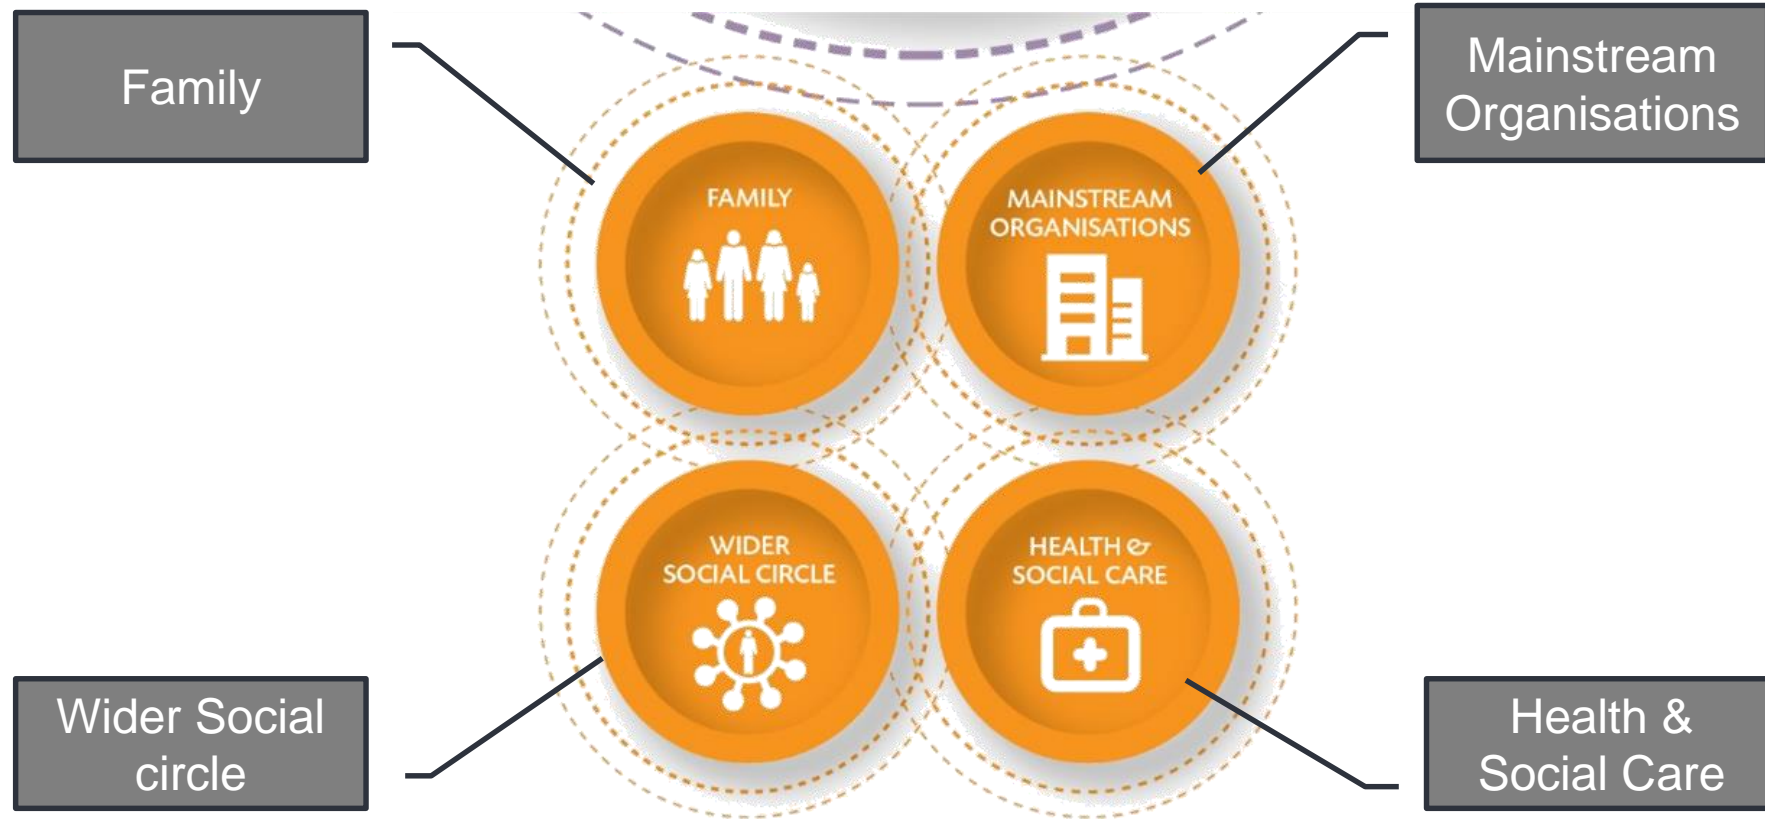 Family
Mainstream
Organisations
FAMILY
MAINSTREAM
ORGANISATIONS
WIDER
SOCIAL CIRCLE
HEALTH &
SOCIAL CARE
Wider Social
circle
Health &
Social Care